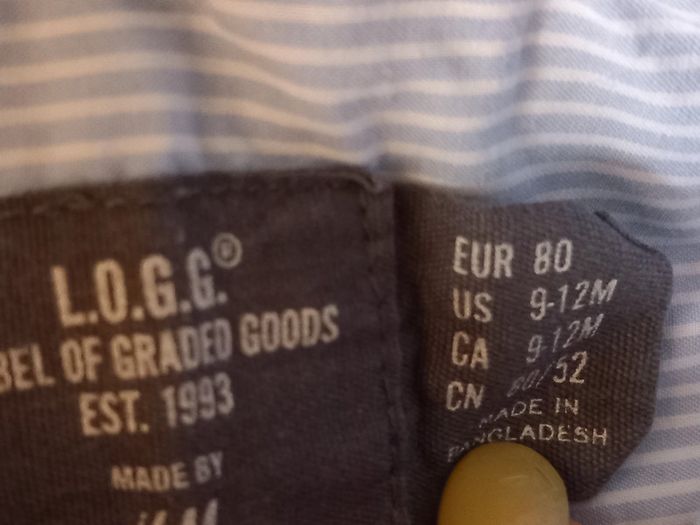 L.O.G.G.®
BEL OF GRADED GOODS
EST. 1993
MADE BY
EUR 80
US 9-12M
CA 9-12M
CN 80/52
MADE IN
BANGLADESH